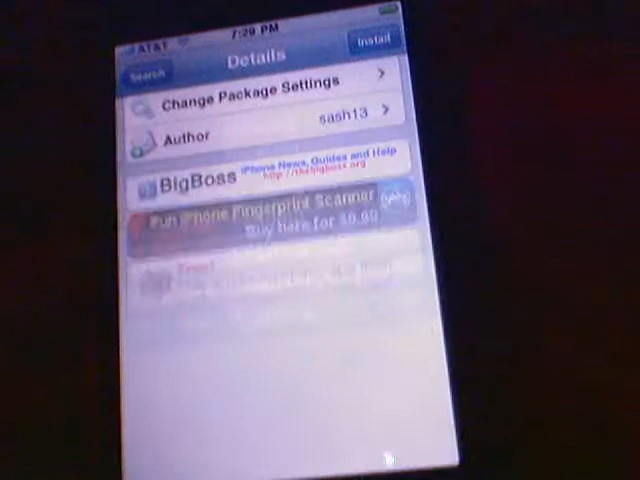 AT&T 7:29 PM
Search Details Install
Change Package Settings
Author sash13
BigBoss iPhone News, Guides and Help
http://thebigboss.org
Fun iPhone Fingerprint Scanner
Buy here for $0.99